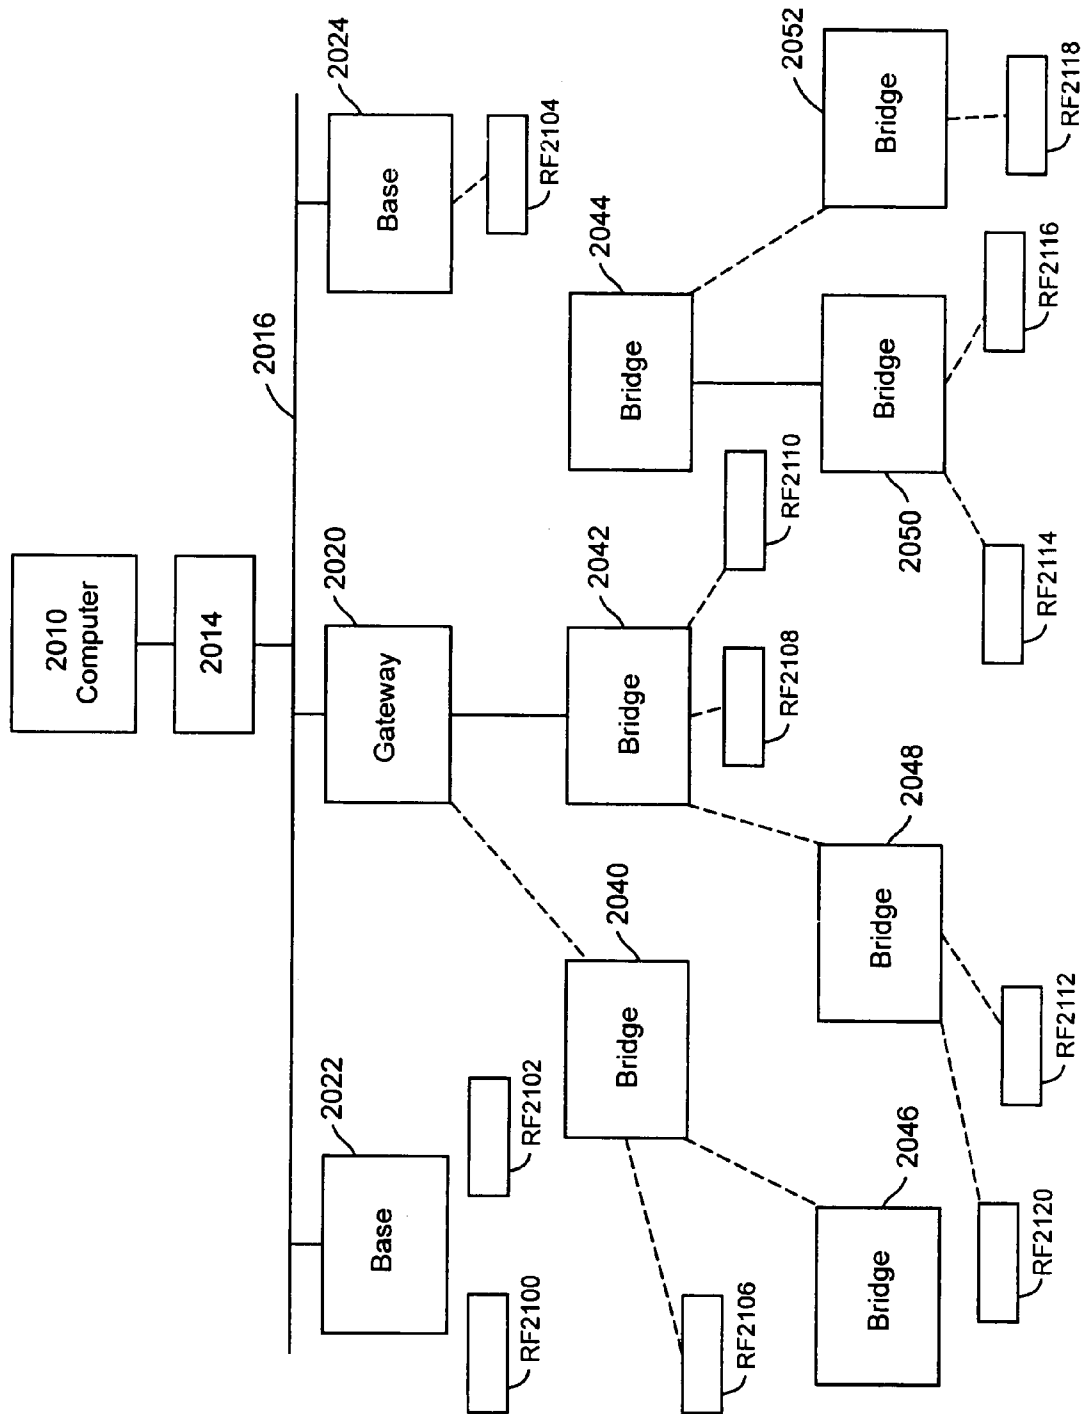 2010
Computer
2014
2016
2022
Base
2020
Gateway
2024
Base
RF2100
RF2102
RF2104
2040
Bridge
2042
Bridge
2044
Bridge
RF2106
RF2108
RF2110
2046
Bridge
2048
Bridge
2050
Bridge
2052
Bridge
RF2120
RF2112
RF2114
RF2116
RF2118